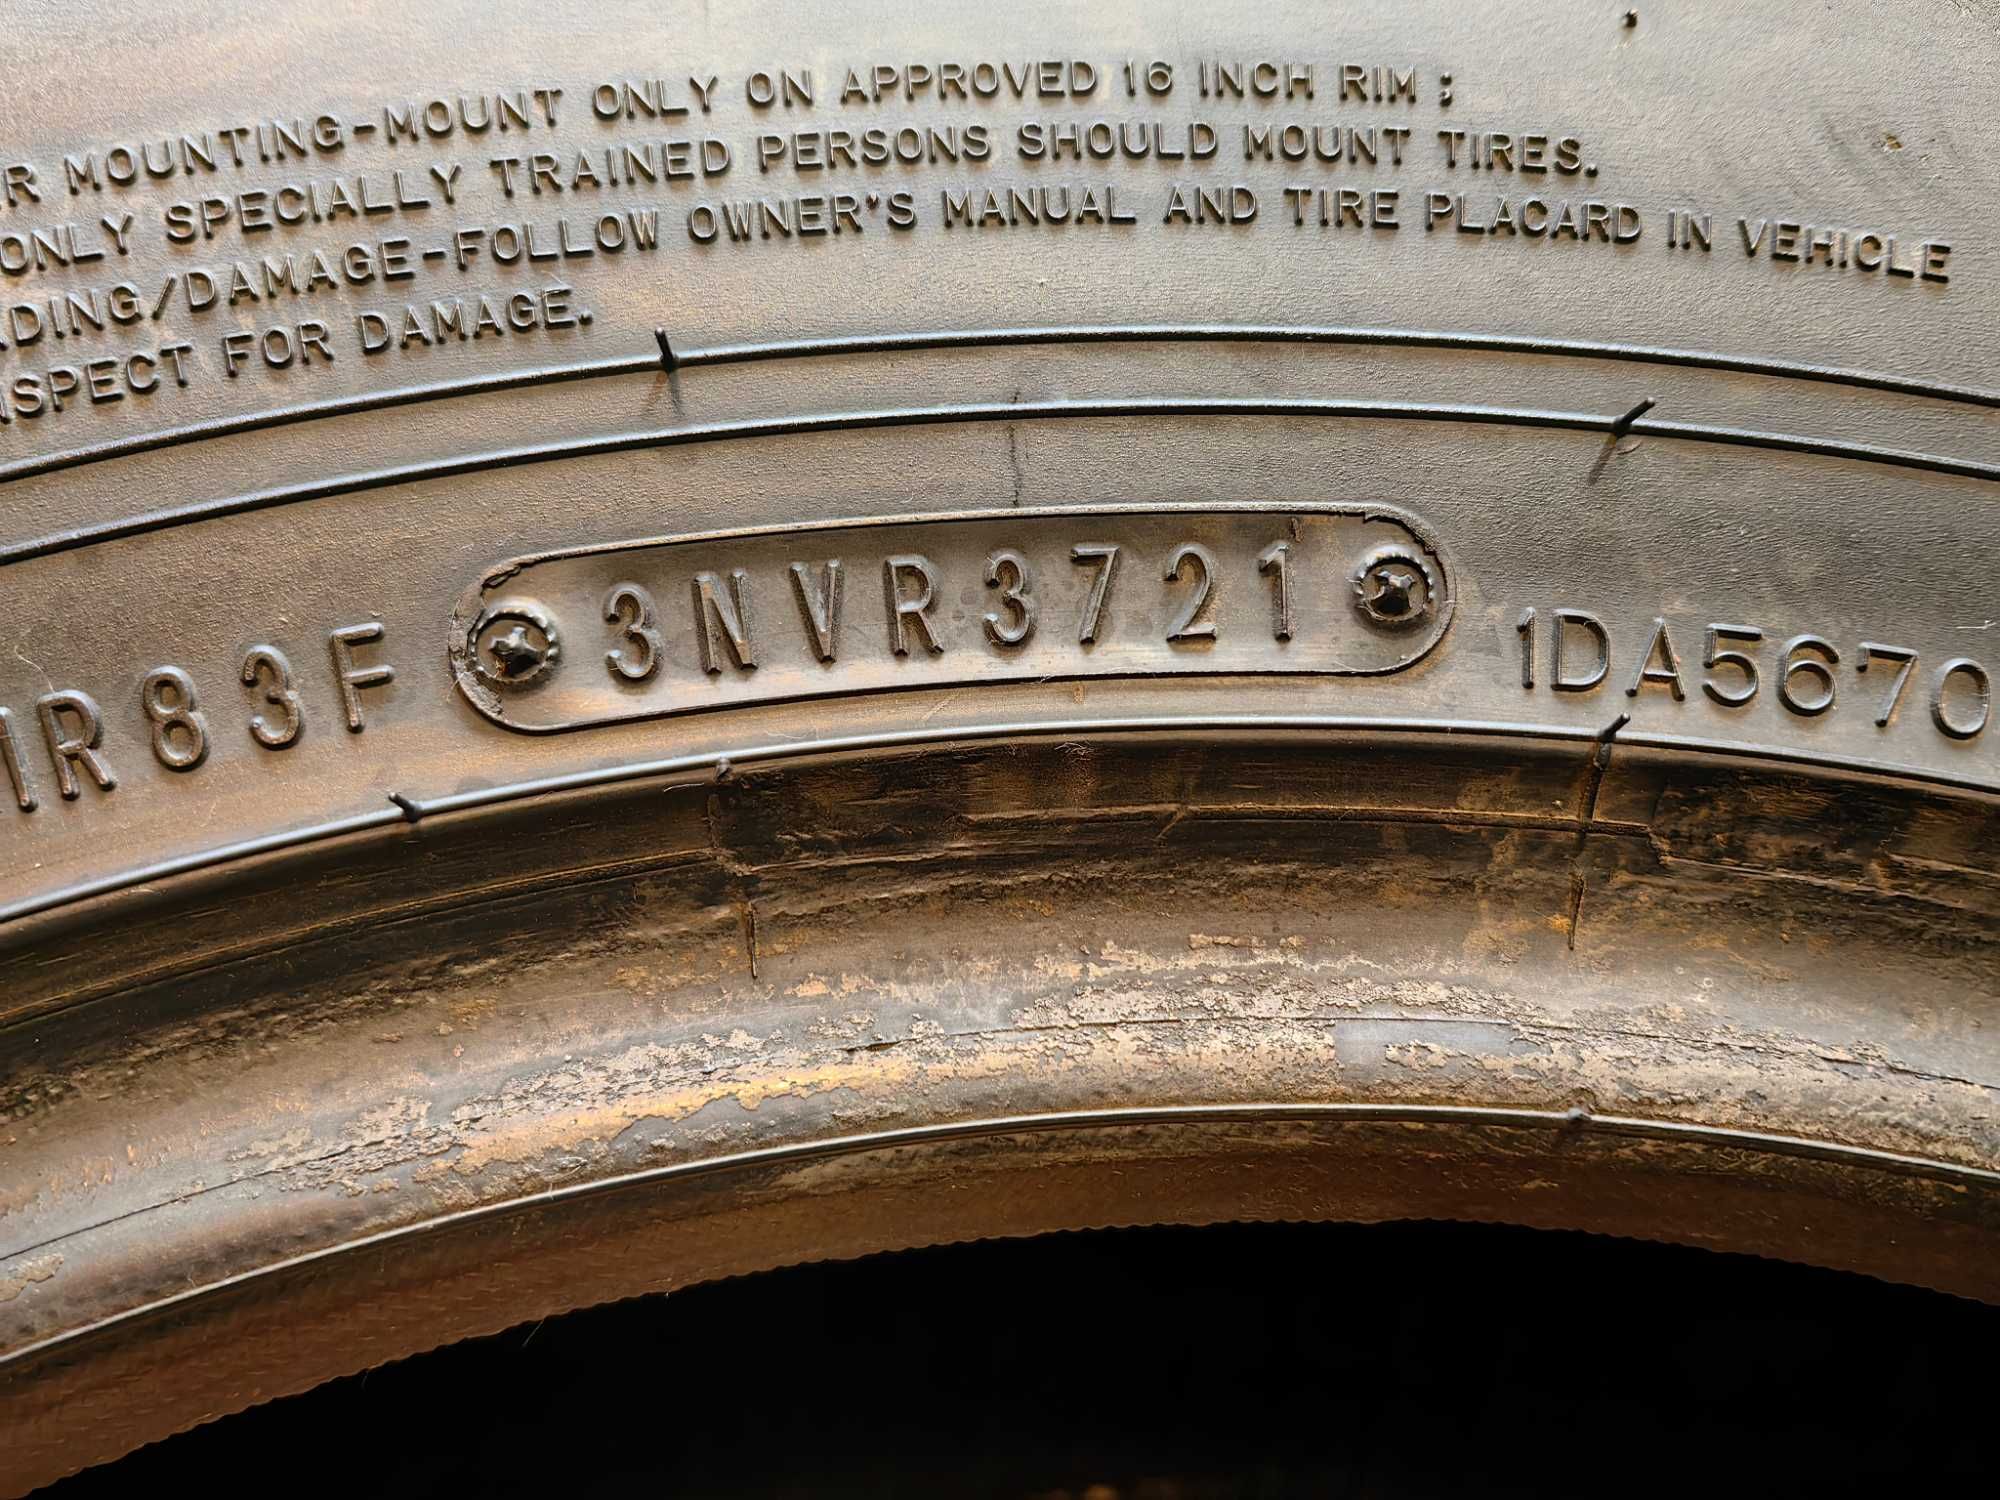 R MOUNTING-MOUNT ONLY ON APPROVED 16 INCH RIM ;
ONLY SPECIALLY TRAINED PERSONS SHOULD MOUNT TIRES.
ADING/DAMAGE-FOLLOW OWNER'S MANUAL AND TIRE PLACARD IN VEHICLE
NSPECT FOR DAMAGE.
1R83F 3NVR3721 1DA5670